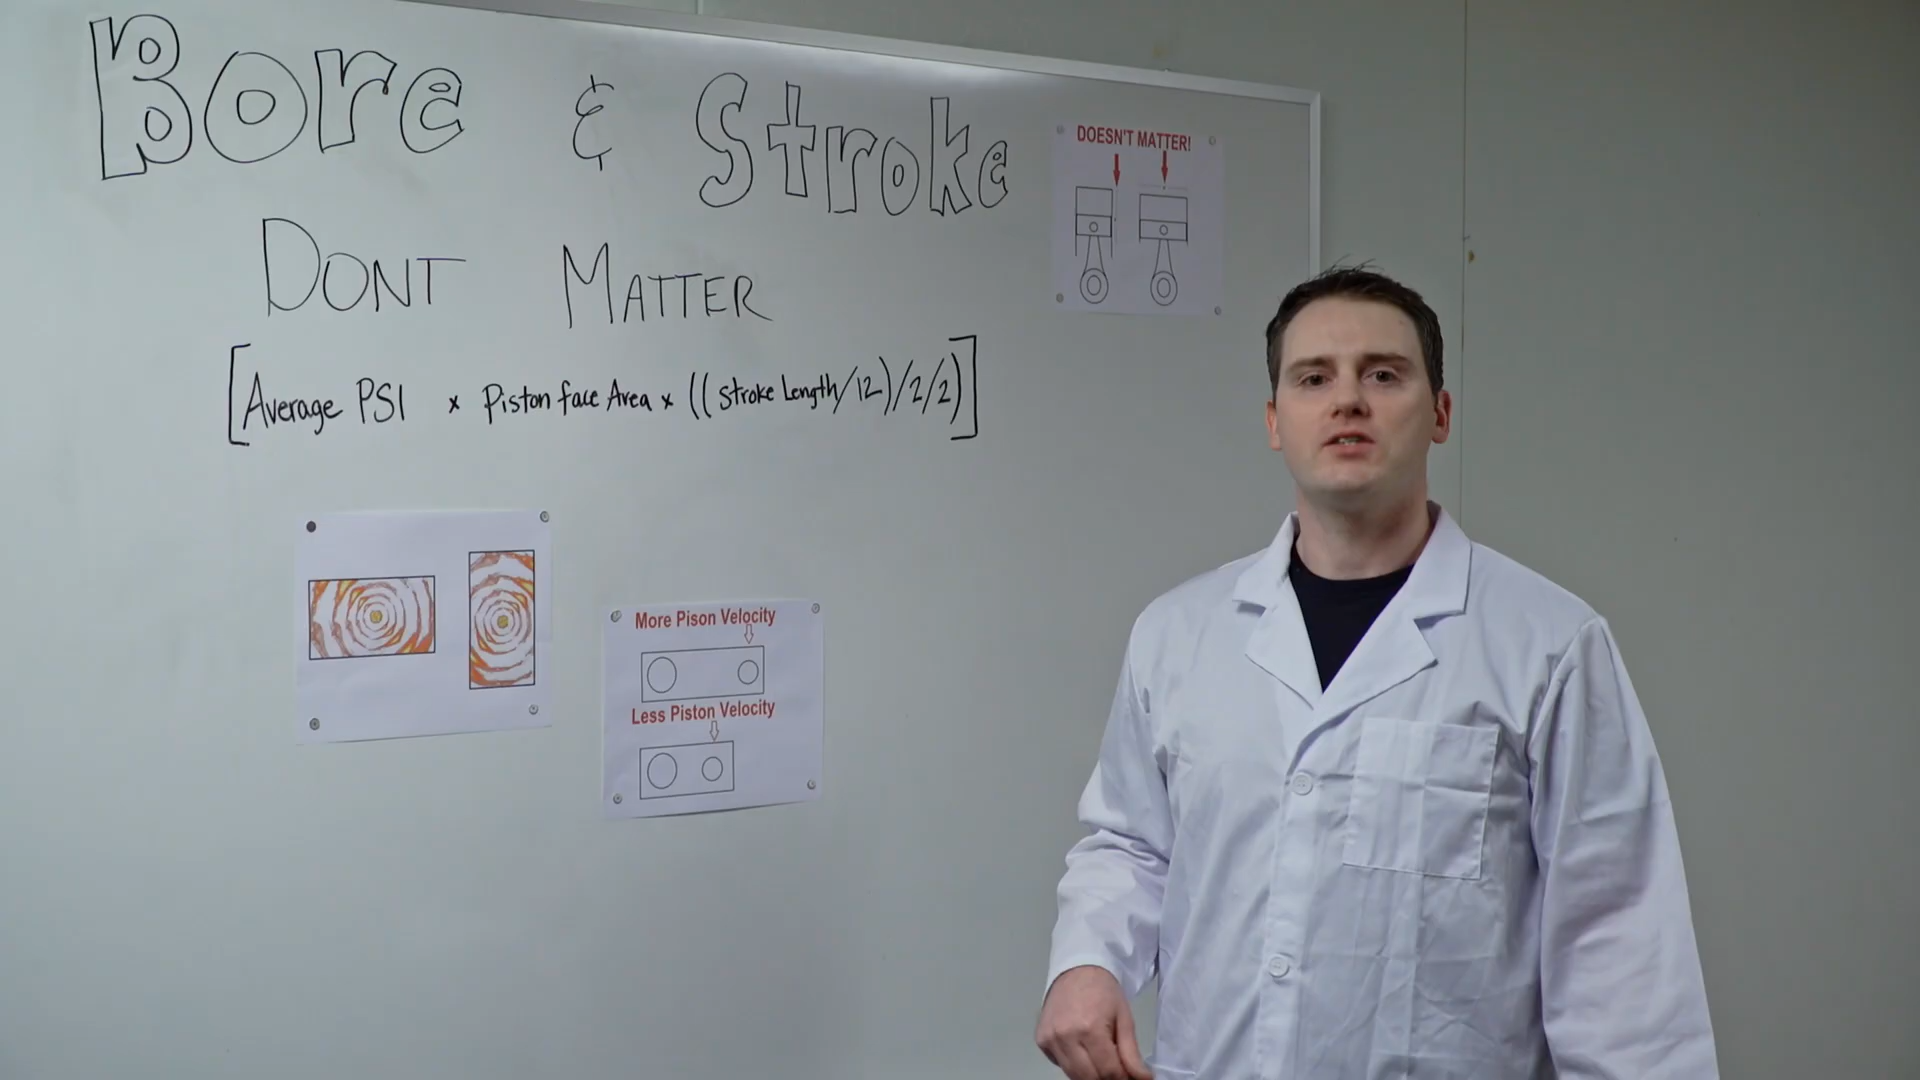 Bore & Stroke
DONT MATTER
[Average PSI x Piston face Area x ((Stroke Length/12)/2/2)]
DOESN'T MATTER!
More Pison Velocity
Less Piston Velocity